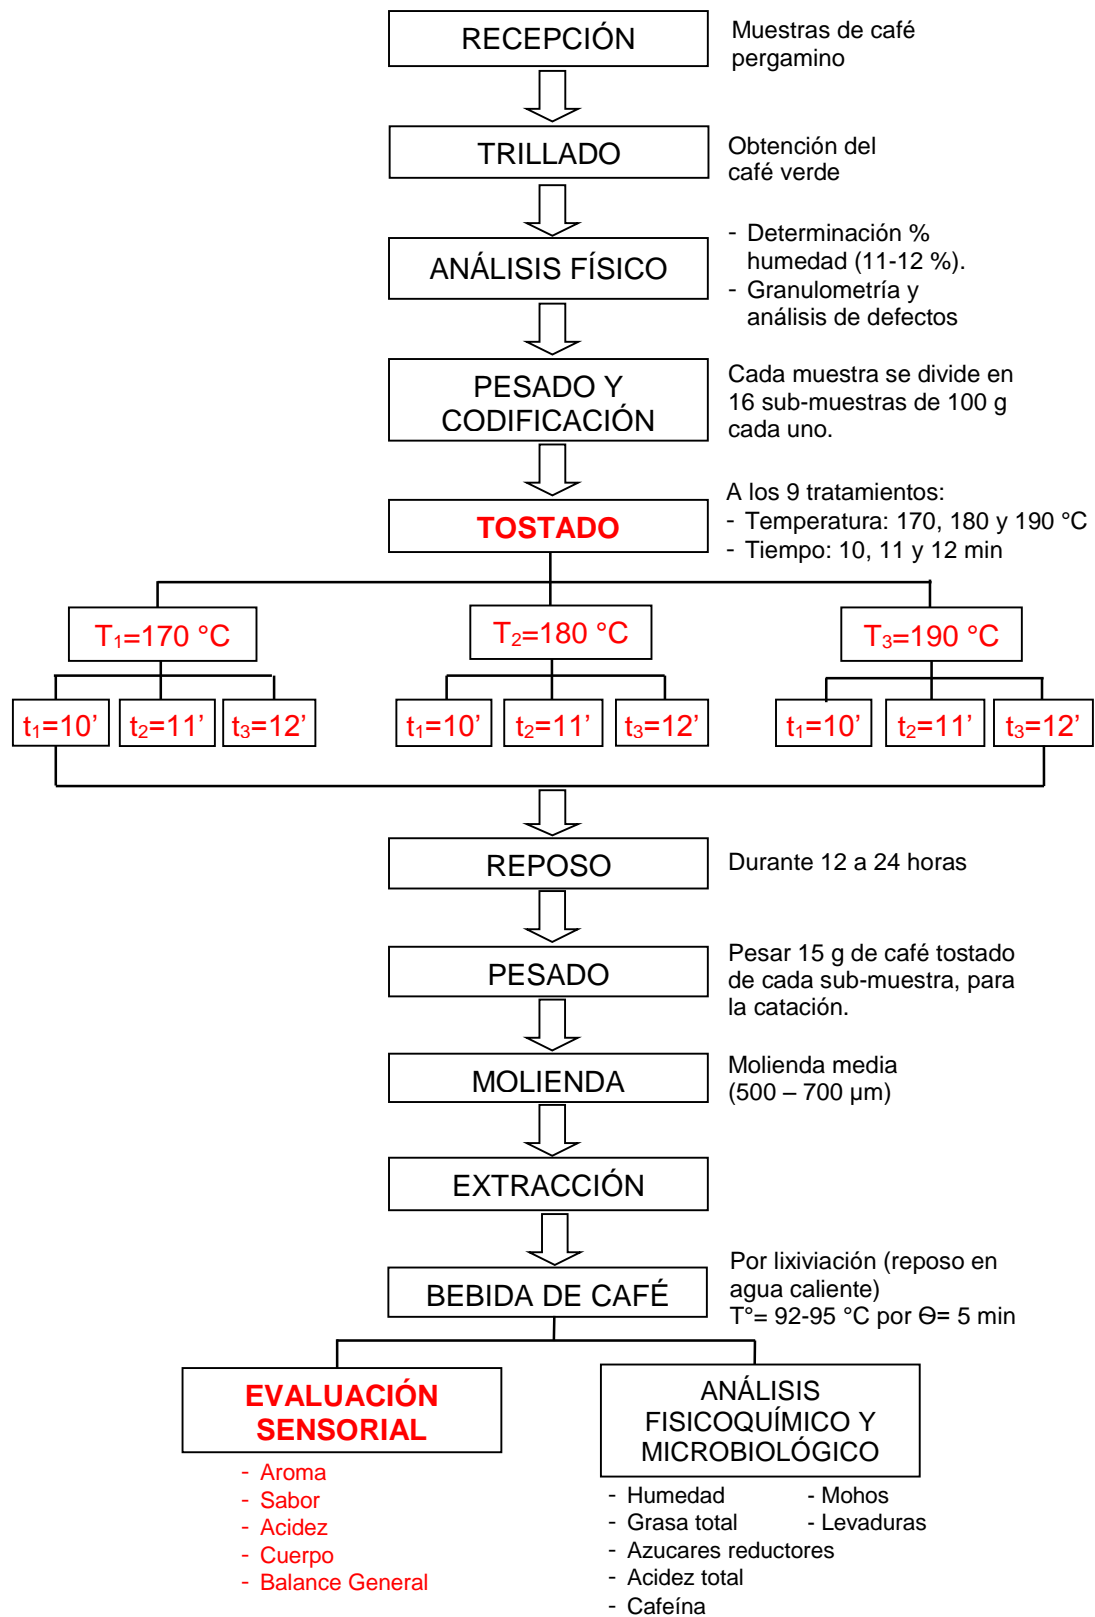 RECEPCIÓN
Muestras de café
pergamino
TRILLADO
Obtención del
café verde
ANÁLISIS FÍSICO
- Determinación %
humedad (11-12 %).
- Granulometría y
análisis de defectos
PESADO Y
CODIFICACIÓN
Cada muestra se divide en
16 sub-muestras de 100 g
cada uno.
TOSTADO
A los 9 tratamientos:
- Temperatura: 170, 180 y 190 °C
- Tiempo: 10, 11 y 12 min
T₁=170 °C
T₂=180 °C
T₃=190 °C
t₁=10’
t₂=11’
t₃=12’
t₁=10’
t₂=11’
t₃=12’
t₁=10’
t₂=11’
t₃=12’
REPOSO
Durante 12 a 24 horas
PESADO
Pesar 15 g de café tostado
de cada sub-muestra, para
la catación.
MOLIENDA
Molienda media
(500 – 700 µm)
EXTRACCIÓN
BEBIDA DE CAFÉ
Por lixiviación (reposo en
agua caliente)
T°= 92-95 °C por Ɵ= 5 min
EVALUACIÓN
SENSORIAL
- Aroma
- Sabor
- Acidez
- Cuerpo
- Balance General
ANÁLISIS
FISICOQUÍMICO Y
MICROBIOLÓGICO
- Humedad
- Grasa total
- Azucares reductores
- Acidez total
- Cafeína
- Mohos
- Levaduras